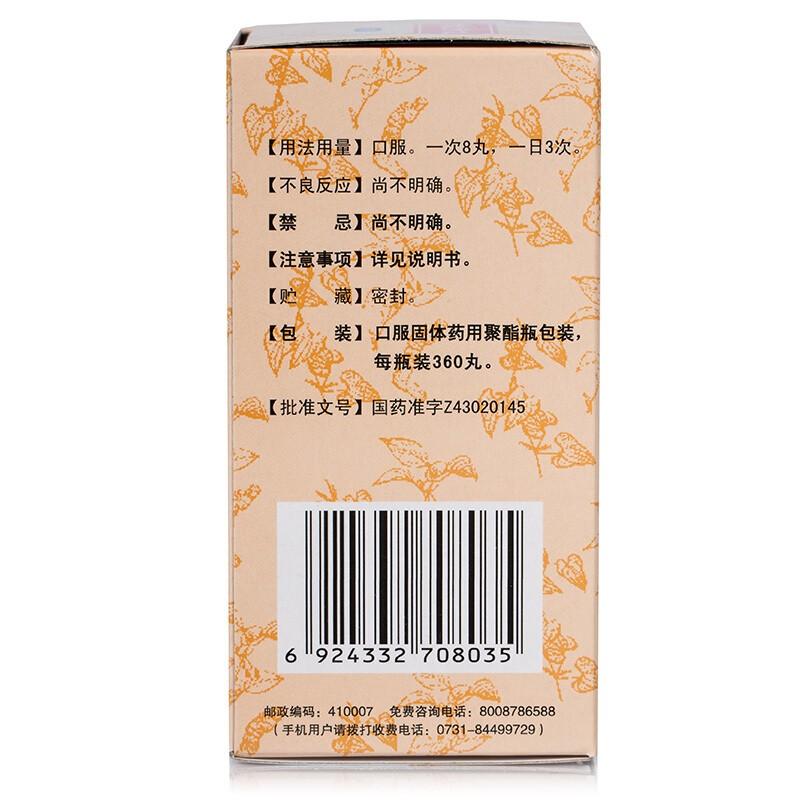 【用法用量】口服。一次8丸，一日3次。
【不良反应】尚不明确。
【禁　　忌】尚不明确。
【注意事项】详见说明书。
【贮　　藏】密封。
【包　　装】口服固体药用聚酯瓶包装，
每瓶装360丸。
【批准文号】国药准字Z43020145
6 924332 708035
邮政编码：410007　免费咨询电话：8008786588
（手机用户请拨打收费电话：0731-84499729）